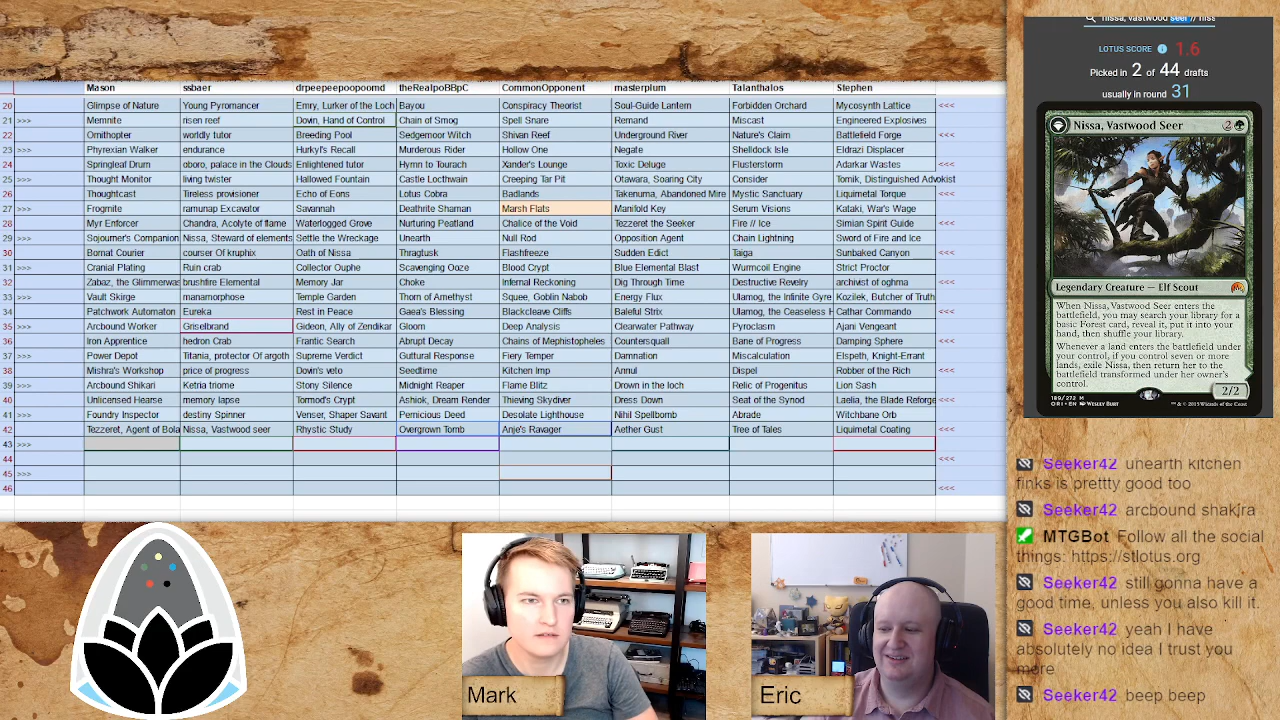 Mason ssbaer drpeepeepoopoomd theRealpoBBpC CommonOpponent masterplum Talanthalos Stephen
20 Glimpse of Nature Young Pyromancer Emry, Lurker of the Loch Bayou Conspiracy Theorist Soul-Guide Lantern Forbidden Orchard Mycosynth Lattice <<<
21 >>> Memnite risen reef Dovin, Hand of Control Chain of Smog Spell Snare Remand Miscast Engineered Explosives
22 Ornithopter worldly tutor Breeding Pool Sedgemoor Witch Shivan Reef Underground River Nature's Claim Battlefield Forge <<<
23 >>> Phyrexian Walker endurance Hurkyl's Recall Murderous Rider Hollow One Negate Shelldock Isle Eldrazi Displacer
24 Springleaf Drum oboro, palace in the Clouds Enlightened tutor Hymn to Tourach Xander's Lounge Toxic Deluge Flusterstorm Adarkar Wastes <<<
25 >>> Thought Monitor living twister Hallowed Fountain Castle Locthwain Creeping Tar Pit Otawara, Soaring City Consider Tomik, Distinguished Advokist
26 Thoughtcast Tireless provisioner Echo of Eons Lotus Cobra Badlands Takenuma, Abandoned Mire Mystic Sanctuary Liquimetal Torque <<<
27 >>> Frogmite ramunap Excavator Savannah Deathrite Shaman Marsh Flats Manifold Key Serum Visions Kataki, War's Wage
28 Myr Enforcer Chandra, Acolyte of flame Waterlogged Grove Nurturing Peatland Chalice of the Void Tezzeret the Seeker Fire // Ice Simian Spirit Guide <<<
29 >>> Sojourner's Companion Nissa, Steward of elements Settle the Wreckage Unearth Null Rod Opposition Agent Chain Lightning Sword of Fire and Ice
30 Bomat Courier courser Of kruphix Oath of Nissa Thragtusk Flashfreeze Sudden Edict Taiga Sunbaked Canyon <<<
31 >>> Cranial Plating Ruin crab Collector Ouphe Scavenging Ooze Blood Crypt Blue Elemental Blast Wurmcoil Engine Strict Proctor
32 Zabaz, the Glimmerwas brushfire Elemental Memory Jar Choke Infernal Reckoning Dig Through Time Destructive Revelry archivist of oghma <<<
33 >>> Vault Skirge manamorphose Temple Garden Thorn of Amethyst Squee, Goblin Nabob Energy Flux Ulamog, the Infinite Gyre Kozilek, Butcher of Truth
34 Patchwork Automaton Eureka Rest in Peace Gaea's Blessing Blackcleave Cliffs Baleful Strix Ulamog, the Ceaseless H Cathar Commando <<<
35 >>> Arcbound Worker Griselbrand Gideon, Ally of Zendikar Gloom Deep Analysis Clearwater Pathway Pyroclasm Ajani Vengeant
36 Iron Apprentice hedron Crab Frantic Search Abrupt Decay Chains of Mephistopheles Countersquall Bane of Progress Damping Sphere <<<
37 >>> Power Depot Titania, protector Of argoth Supreme Verdict Guttural Response Fiery Temper Damnation Miscalculation Elspeth, Knight-Errant
38 Mishra's Workshop price of progress Dovin's veto Seedtime Kitchen Imp Annul Dispel Robber of the Rich <<<
39 >>> Arcbound Shikari Ketria triome Stony Silence Midnight Reaper Flame Blitz Drown in the loch Relic of Progenitus Lion Sash
40 Unlicensed Hearse memory lapse Tormod's Crypt Ashiok, Dream Render Thieving Skydiver Dress Down Seat of the Synod Laelia, the Blade Reforge <<<
41 >>> Foundry Inspector destiny Spinner Venser, Shaper Savant Pernicious Deed Desolate Lighthouse Nihil Spellbomb Abrade Witchbane Orb
42 Tezzeret, Agent of Bola Nissa, Vastwood seer Rhystic Study Overgrown Tomb Anje's Ravager Aether Gust Tree of Tales Liquimetal Coating <<<
43 >>>
44 <<<
45 >>>
46 <<<
nissa, vastwood seer // niss
LOTUS SCORE 1.6
Picked in 2 of 44 drafts
usually in round 31
Nissa, Vastwood Seer 2
Legendary Creature — Elf Scout
When Nissa, Vastwood Seer enters the
battlefield, you may search your library for
a basic Forest card, reveal it, put it into your
hand, then shuffle your library.
Whenever a land enters the battlefield under
your control, if you control seven or more
lands, exile Nissa, then return her to the
battlefield transformed under her owner's
control.
2/2
189/272 M
ORI • EN Wesley Burt ™ & © 2015 Wizards of the Coast
Seeker42 unearth kitchen
finks is prettty good too
Seeker42 arcbound shakira
MTGBot Follow all the social
things: https://stlotus.org
Seeker42 still gonna have a
good time, unless you also kill it.
Seeker42 yeah I have
absolutely no idea I trust you
more
Seeker42 beep beep
Mark
Eric